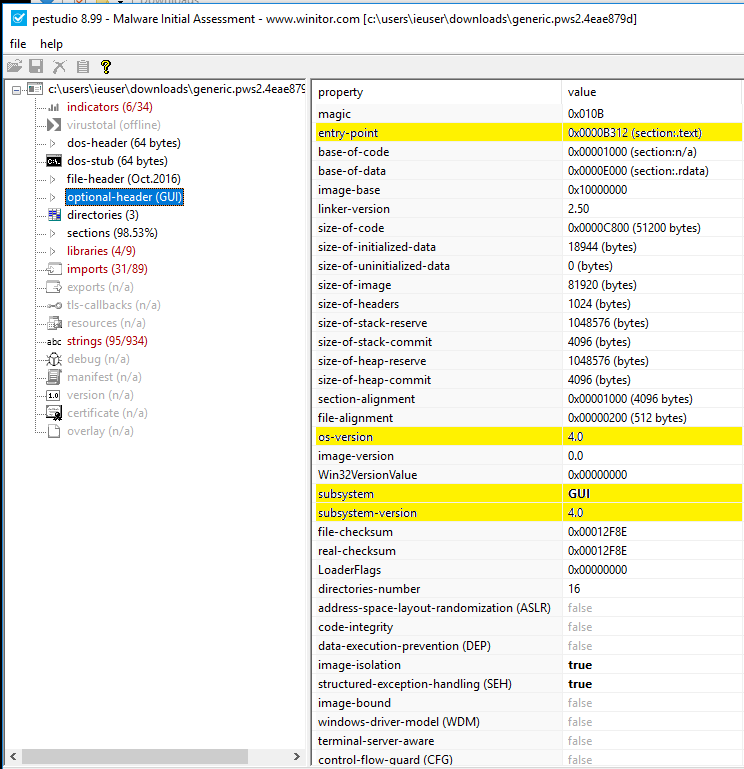 Downloads
pestudio 8.99 - Malware Initial Assessment - www.winitor.com [c:\users\ieuser\downloads\generic.pws2.4eae879d]
file help
c:\users\ieuser\downloads\generic.pws2.4eae879
indicators (6/34)
virustotal (offline)
dos-header (64 bytes)
dos-stub (64 bytes)
file-header (Oct.2016)
optional-header (GUI)
directories (3)
sections (98.53%)
libraries (4/9)
imports (31/89)
exports (n/a)
tls-callbacks (n/a)
resources (n/a)
abc strings (95/934)
debug (n/a)
manifest (n/a)
1.0 version (n/a)
certificate (n/a)
overlay (n/a)
property value
magic 0x010B
entry-point 0x0000B312 (section:.text)
base-of-code 0x00001000 (section:n/a)
base-of-data 0x0000E000 (section:.rdata)
image-base 0x10000000
linker-version 2.50
size-of-code 0x0000C800 (51200 bytes)
size-of-initialized-data 18944 (bytes)
size-of-uninitialized-data 0 (bytes)
size-of-image 81920 (bytes)
size-of-headers 1024 (bytes)
size-of-stack-reserve 1048576 (bytes)
size-of-stack-commit 4096 (bytes)
size-of-heap-reserve 1048576 (bytes)
size-of-heap-commit 4096 (bytes)
section-alignment 0x00001000 (4096 bytes)
file-alignment 0x00000200 (512 bytes)
os-version 4.0
image-version 0.0
Win32VersionValue 0x00000000
subsystem GUI
subsystem-version 4.0
file-checksum 0x00012F8E
real-checksum 0x00012F8E
LoaderFlags 0x00000000
directories-number 16
address-space-layout-randomization (ASLR) false
code-integrity false
data-execution-prevention (DEP) false
image-isolation true
structured-exception-handling (SEH) true
image-bound false
windows-driver-model (WDM) false
terminal-server-aware false
control-flow-guard (CFG) false